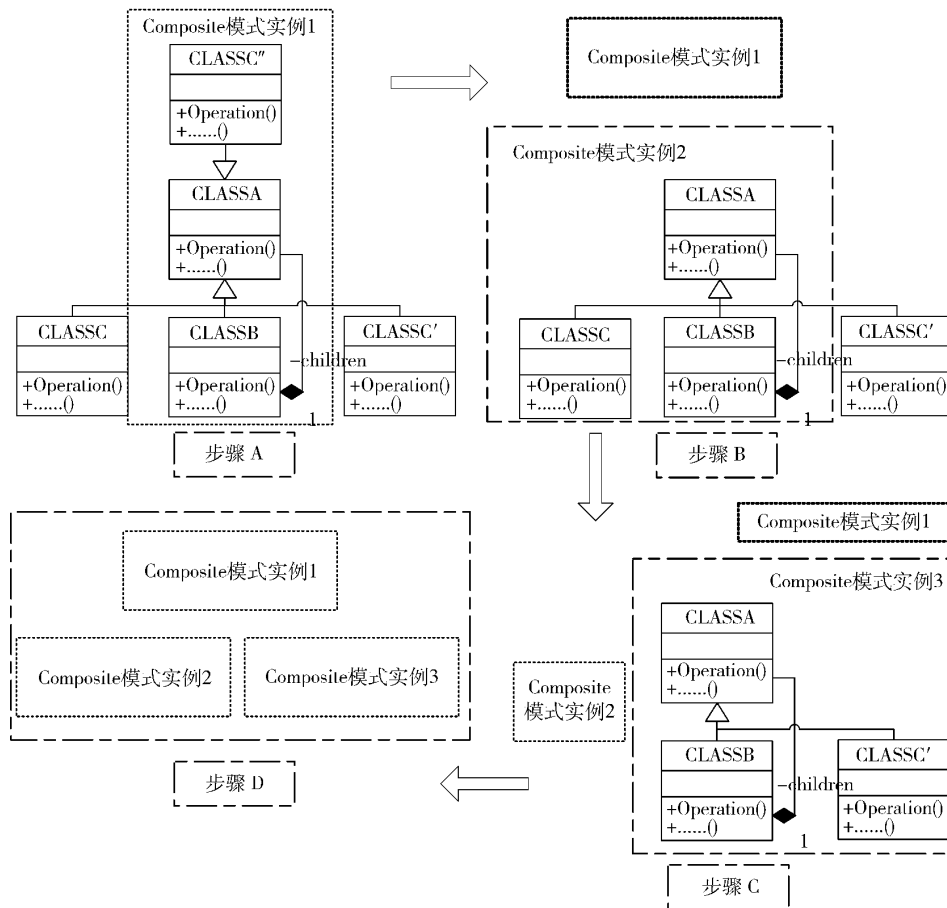 Composite模式实例1
CLASSC″
+Operation()
+......()
CLASSA
+Operation()
+......()
CLASSC
+Operation()
+......()
CLASSB
+Operation()
+......()
−children
1
CLASSC′
+Operation()
+......()
步骤 A
Composite模式实例1
Composite模式实例2
CLASSA
+Operation()
+......()
CLASSC
+Operation()
+......()
CLASSB
+Operation()
+......()
−children
1
CLASSC′
+Operation()
+......()
步骤 B
Composite模式实例1
Composite模式实例3
CLASSA
+Operation()
+......()
Composite
模式实例2
CLASSB
+Operation()
+......()
−children
1
CLASSC′
+Operation()
+......()
步骤 C
Composite模式实例1
Composite模式实例2
Composite模式实例3
步骤 D